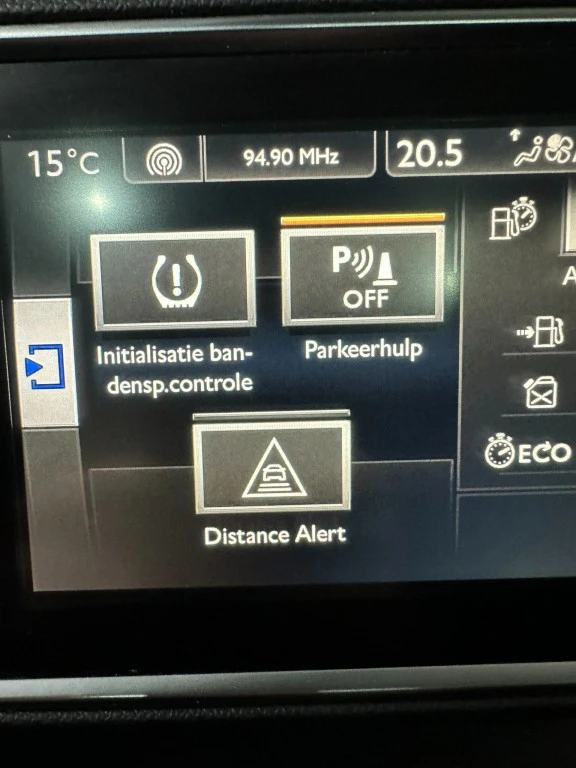 15°C 94.90 MHz 20.5
P
OFF
Initialisatie ban-
densp.controle
Parkeerhulp
A
ECO
Distance Alert